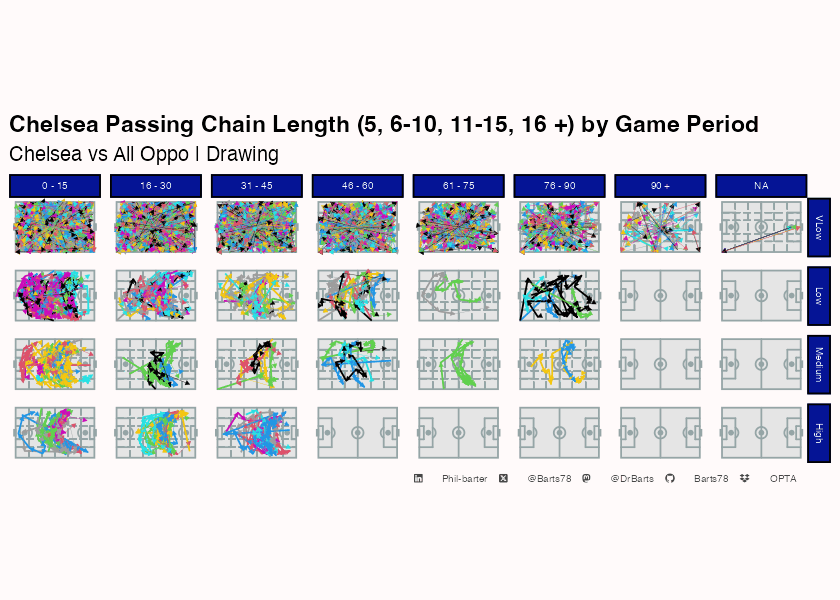 Chelsea Passing Chain Length (5, 6-10, 11-15, 16 +) by Game Period
Chelsea vs All Oppo I Drawing
0 - 15 16 - 30 31 - 45 46 - 60 61 - 75 76 - 90 90 + NA
V.Low
Low
Medium
High
Phil-barter @Barts78 @DrBarts Barts78 OPTA